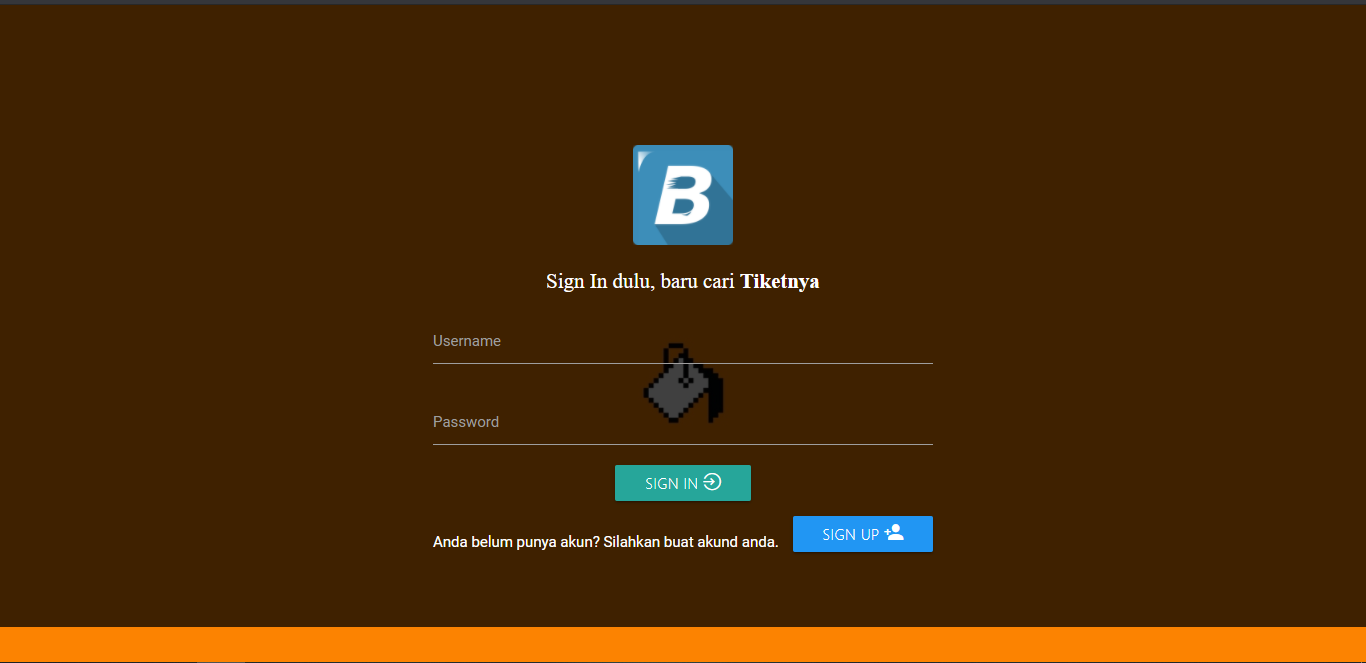 B
Sign In dulu, baru cari Tiketnya
Username
Password
SIGN IN
Anda belum punya akun? Silahkan buat akund anda.
SIGN UP